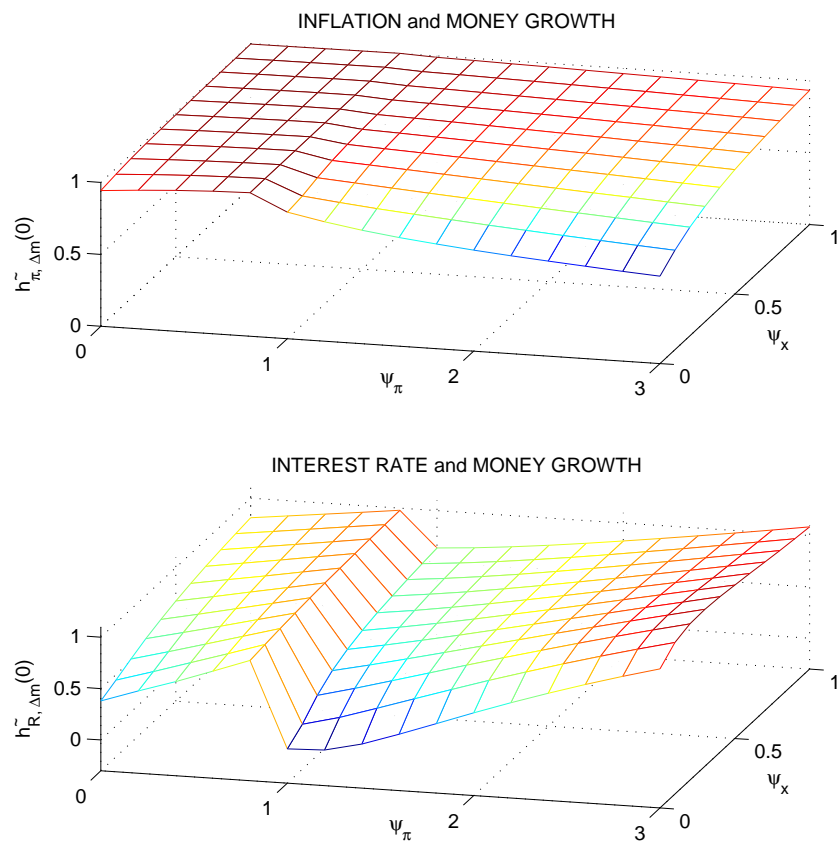 INFLATION and MONEY GROWTH
1
0.5
0
h~π, Δm(0)
0
1
2
3
ψπ
0
0.5
1
ψx
INTEREST RATE and MONEY GROWTH
1
0.5
0
h~R, Δm(0)
0
1
2
3
ψπ
0
0.5
1
ψx